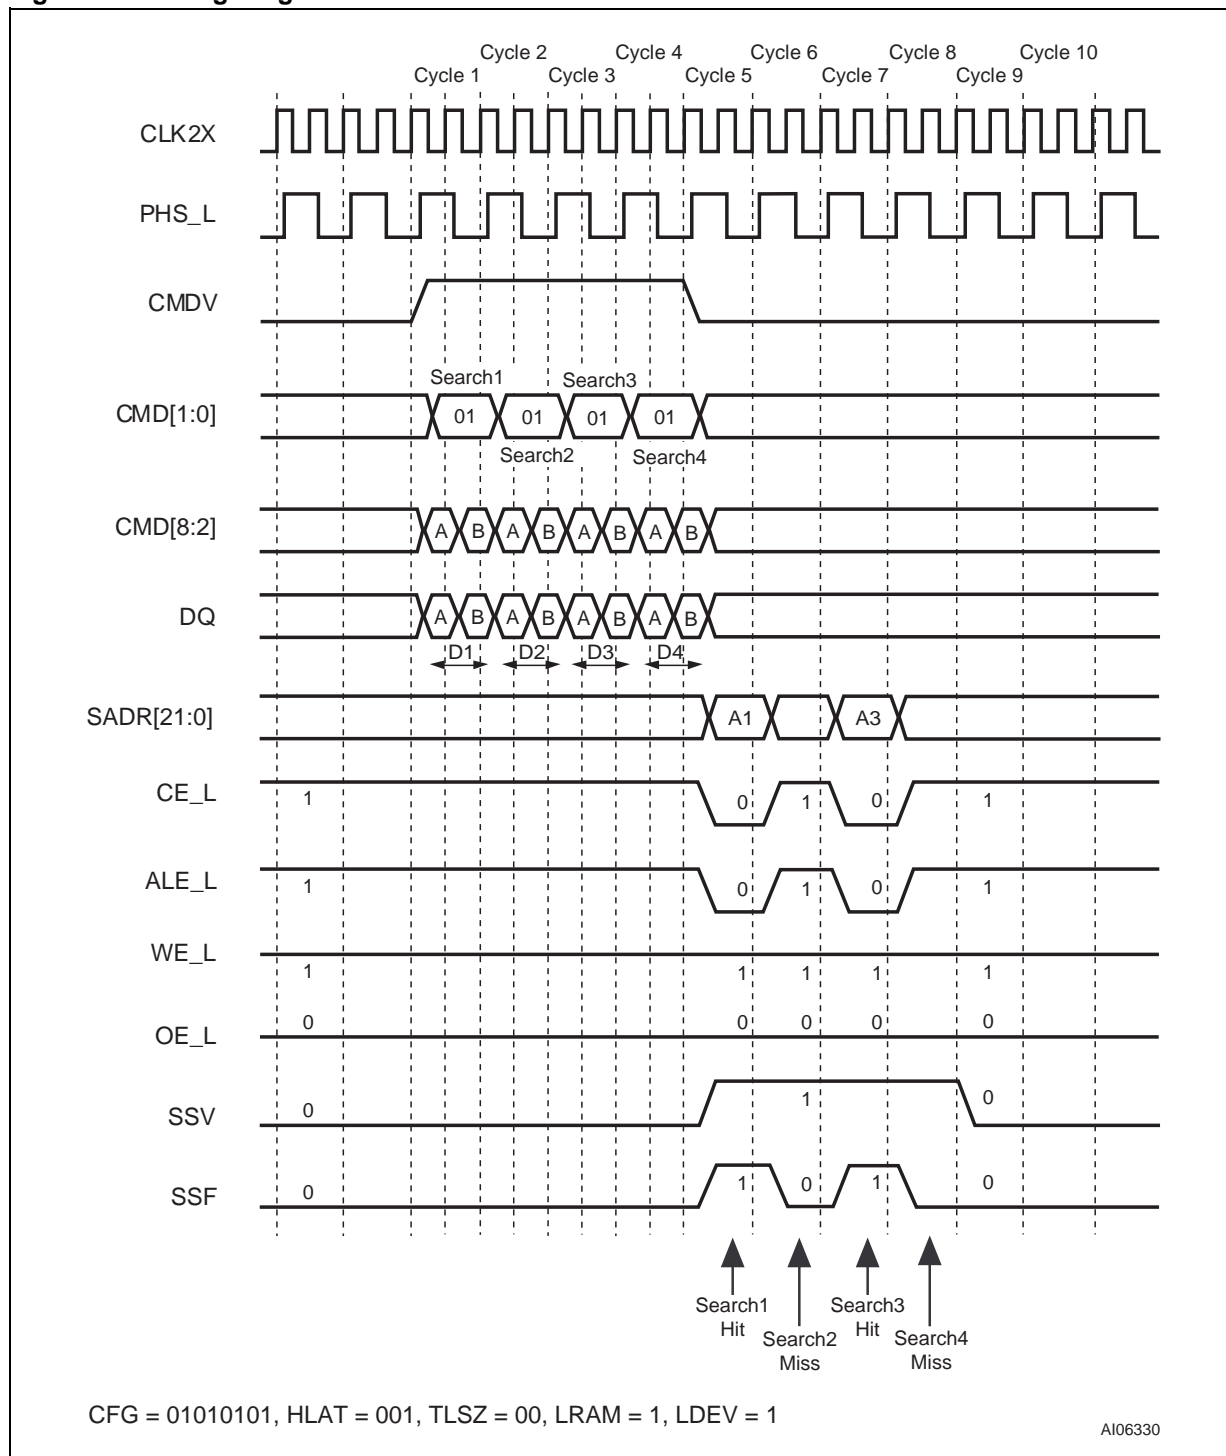 Cycle 2 Cycle 4 Cycle 6 Cycle 8 Cycle 10
Cycle 1 Cycle 3 Cycle 5 Cycle 7 Cycle 9
CLK2X
PHS_L
CMDV
Search1 Search3
CMD[1:0] 01 01 01 01
Search2 Search4
CMD[8:2] A B A B A B A B
DQ A B A B A B A B
D1 D2 D3 D4
SADR[21:0] A1 A3
CE_L 1 0 1 0 1
ALE_L 1 0 1 0 1
WE_L
1 1 1 1 1
0 0 0 0 0
OE_L
SSV 0 1 0
SSF 0 1 0 1 0
Search1 Hit
Search2 Miss
Search3 Hit
Search4 Miss
CFG = 01010101, HLAT = 001, TLSZ = 00, LRAM = 1, LDEV = 1
AI06330